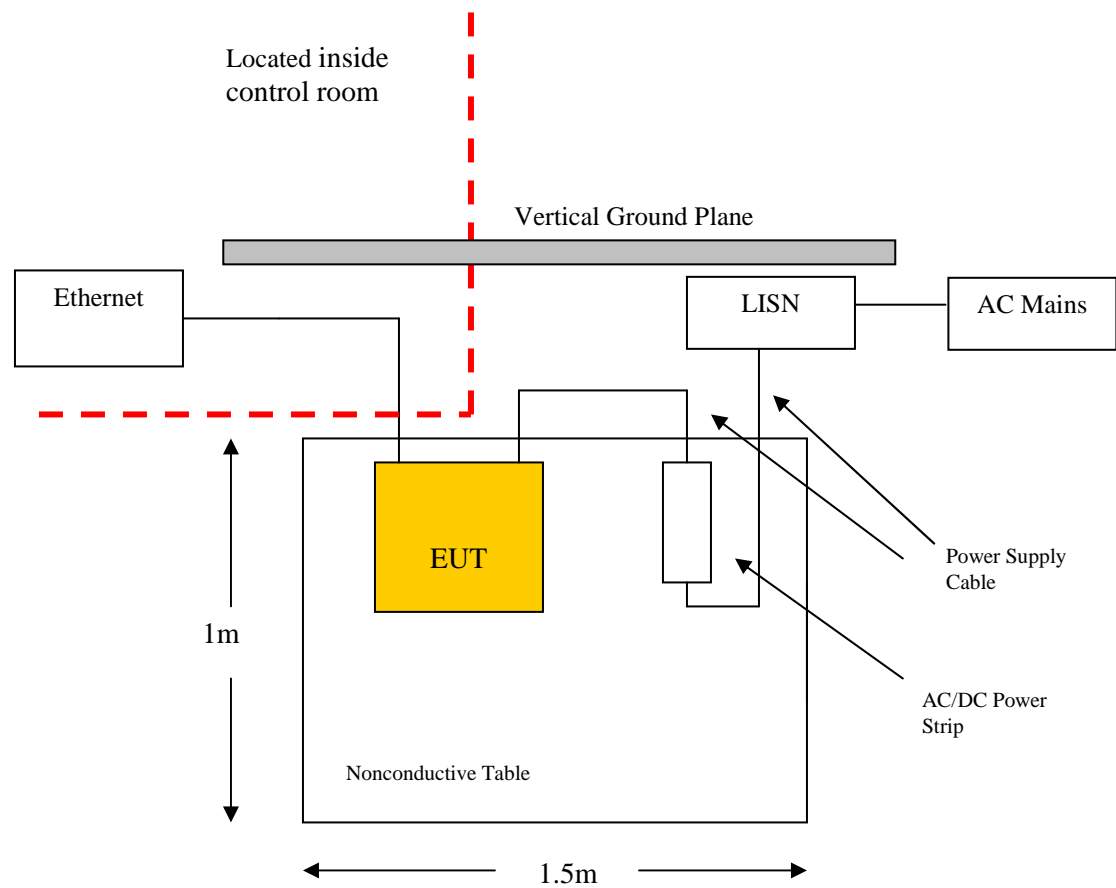 Located inside
control room
Vertical Ground Plane
Ethernet
LISN
AC Mains
EUT
Power Supply
Cable
1m
AC/DC Power
Strip
Nonconductive Table
1.5m